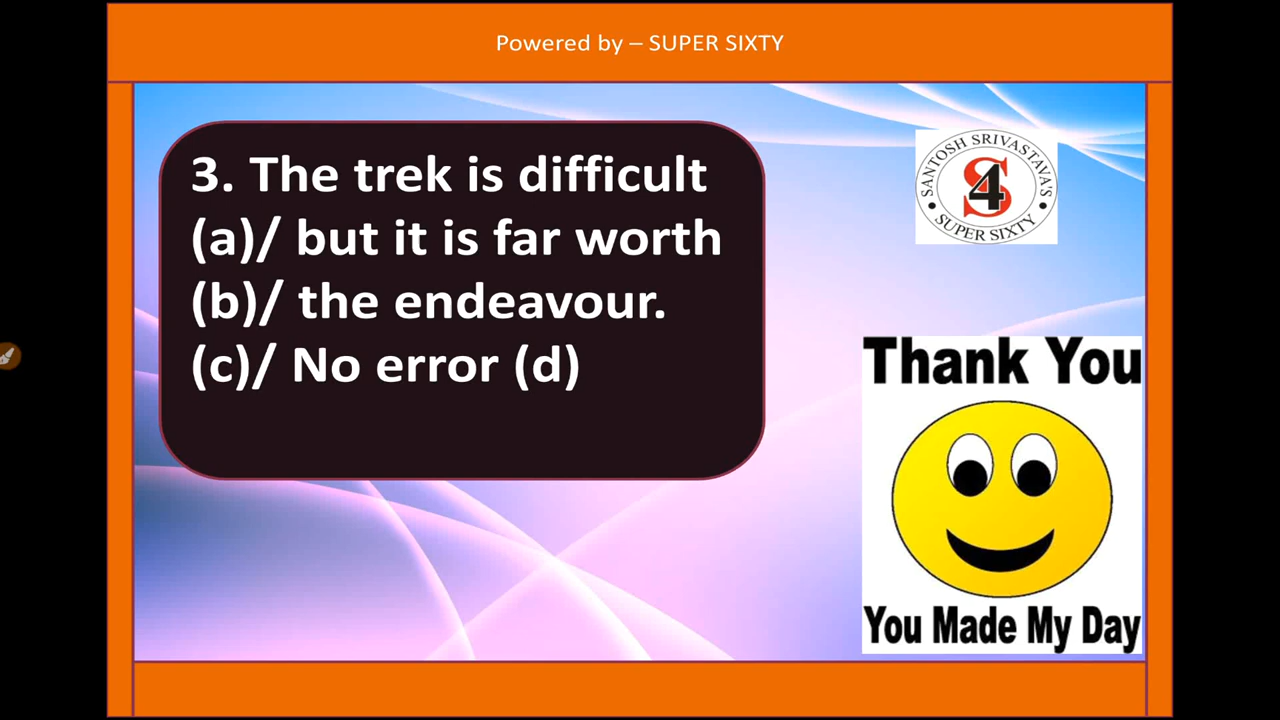 Powered by – SUPER SIXTY
3. The trek is difficult
(a)/ but it is far worth
(b)/ the endeavour.
(c)/ No error (d)
SANTOSH SRIVASTAVA'S
S4
SUPER SIXTY
Thank You
You Made My Day